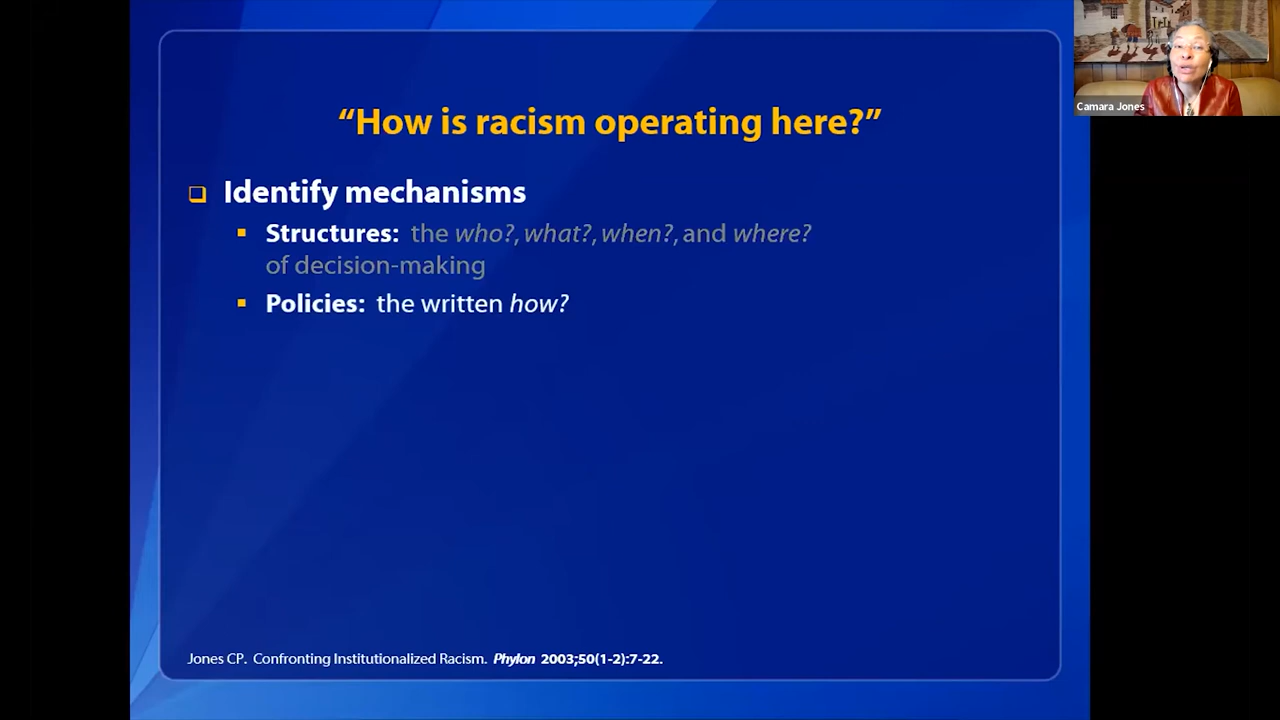 Camara Jones
“How is racism operating here?”
❑ Identify mechanisms
▪ Structures: the who?, what?, when?, and where?
of decision-making
▪ Policies: the written how?
Jones CP. Confronting Institutionalized Racism. Phylon 2003;50(1-2):7-22.